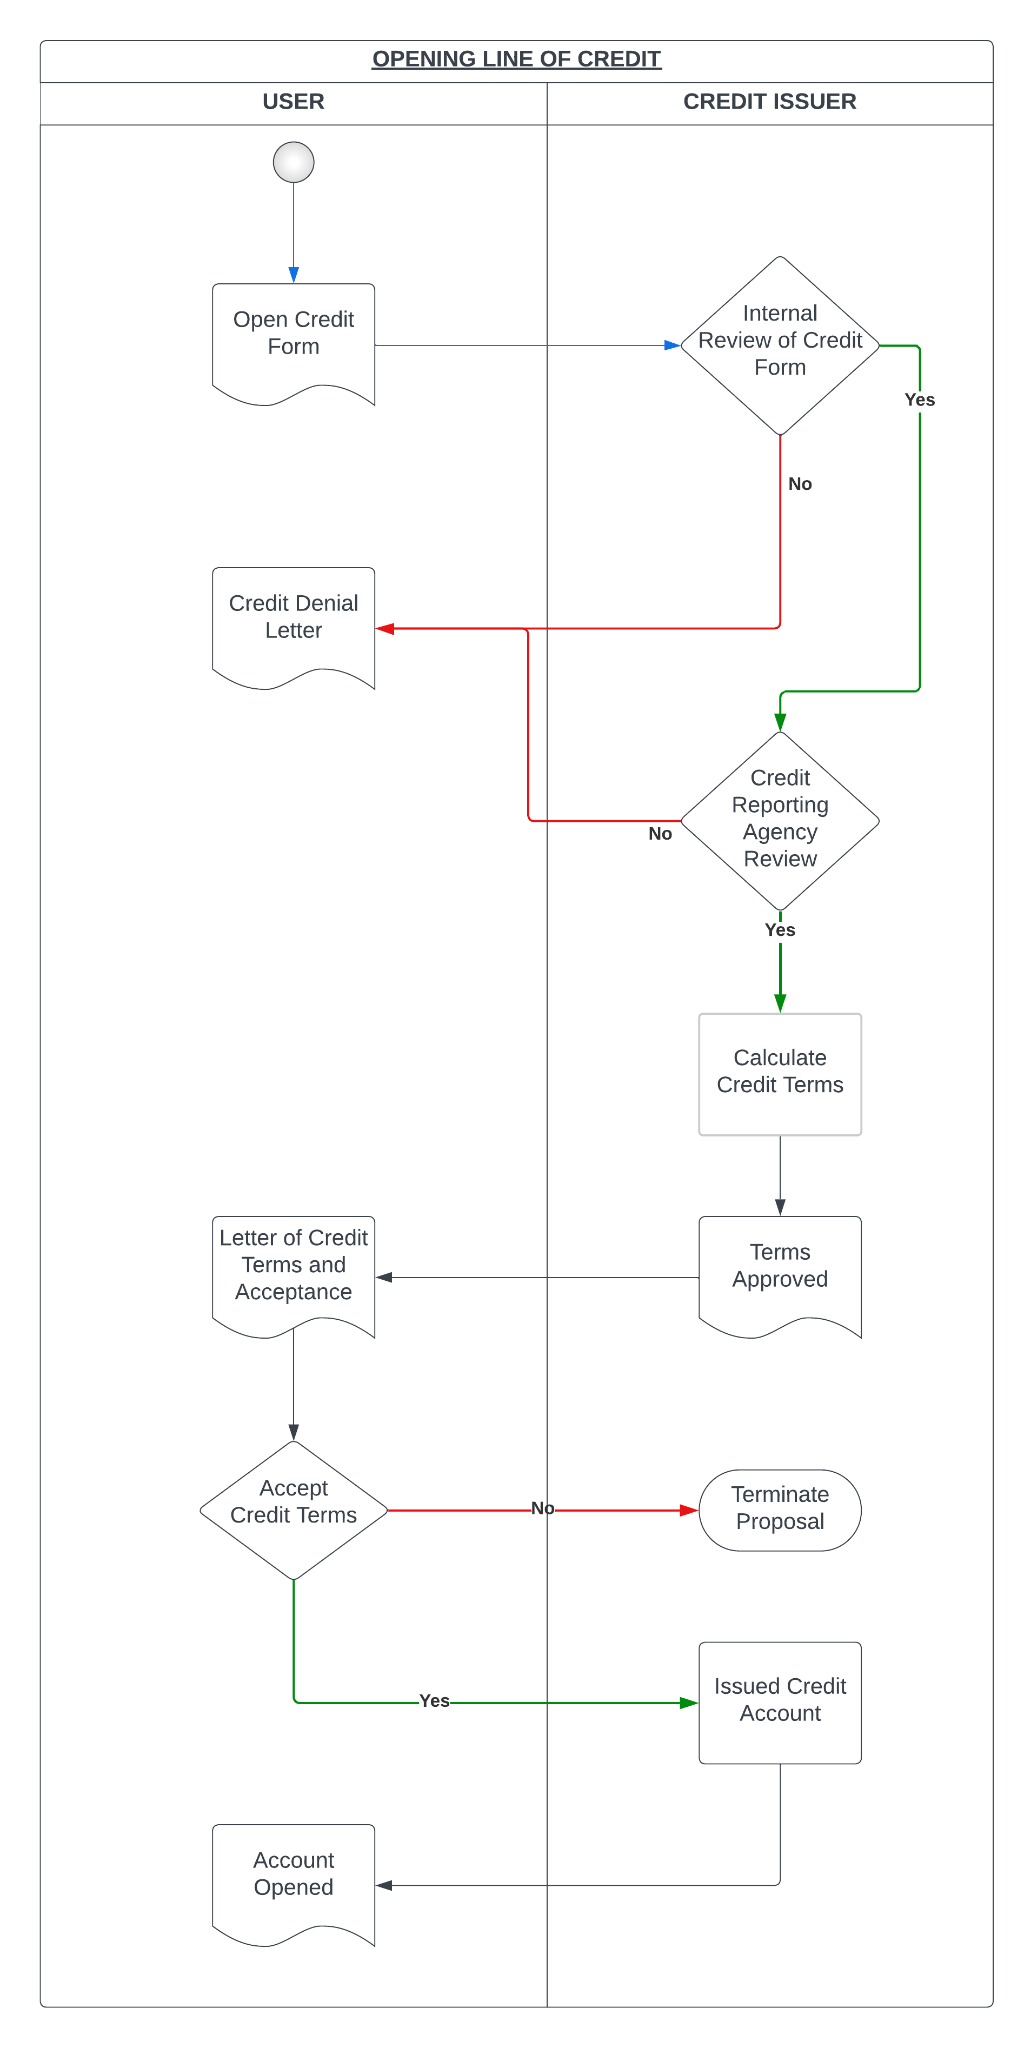 OPENING LINE OF CREDIT
USER
CREDIT ISSUER
Open Credit
Form
Internal
Review of Credit
Form
Yes
No
Credit Denial
Letter
Credit
Reporting
Agency
Review
No
Yes
Calculate
Credit Terms
Letter of Credit
Terms and
Acceptance
Terms
Approved
Accept
Credit Terms
No
Terminate
Proposal
Yes
Issued Credit
Account
Account
Opened